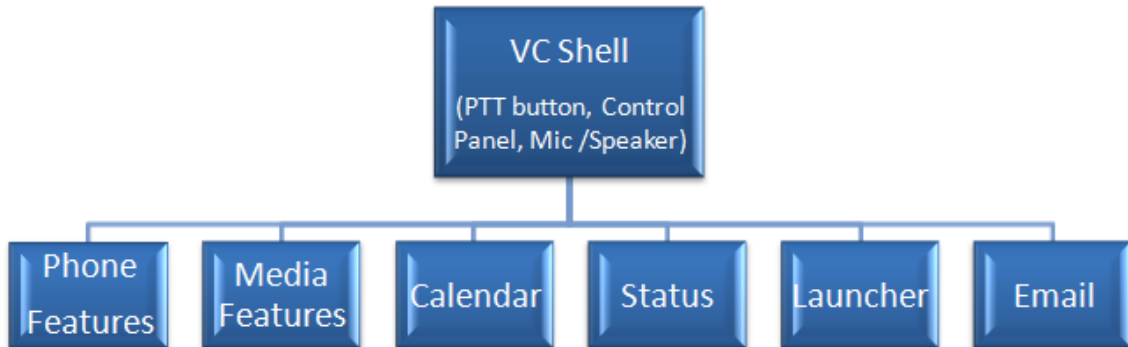 VC Shell
(PTT button, Control
Panel, Mic /Speaker)
Phone
Features
Media
Features
Calendar
Status
Launcher
Email